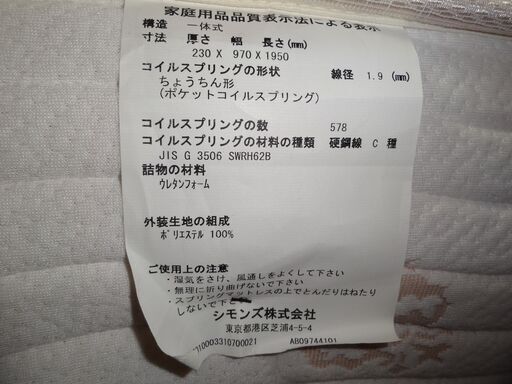 家庭用品品質表示法による表示
構造 一体式
寸法 厚さ 幅 長さ(mm)
230 X 970 X 1950
コイルスプリングの形状 線径 1.9 (mm)
ちょうちん形
(ポケットコイルスプリング)
コイルスプリングの数 578
コイルスプリングの材料の種類 硬鋼線 C 種
JIS G 3506 SWRH62B
詰物の材料
ウレタンフォーム
外装生地の組成
ポリエステル 100%
ご使用上の注意
・湿気をさけ、風通しをよくして下さい
・無理に折り曲げないで下さい
・スプリングマットレスの上でとんだりはねたり
しないで下さい
シモンズ株式会社
東京都港区芝浦4-5-4
110003310700021 AB09744101